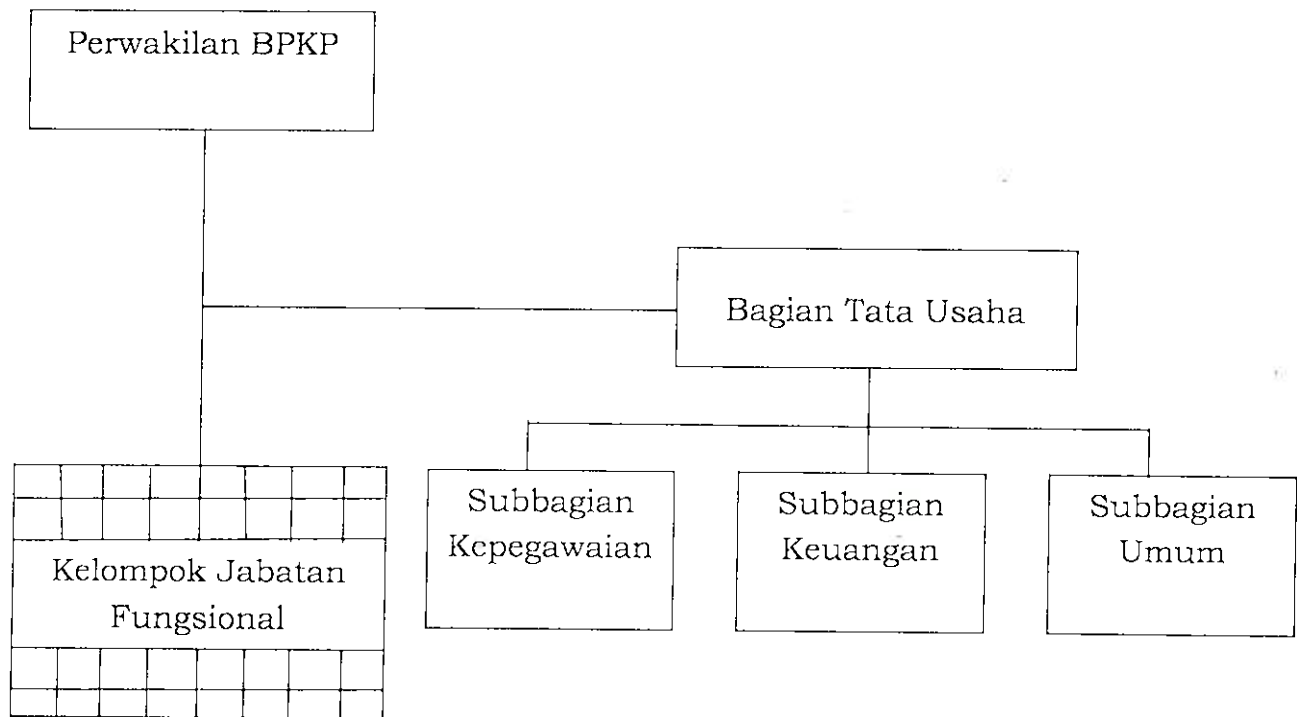 Perwakilan BPKP
Bagian Tata Usaha
Subbagian
Kepegawaian
Subbagian
Keuangan
Subbagian
Umum
Kelompok Jabatan
Fungsional